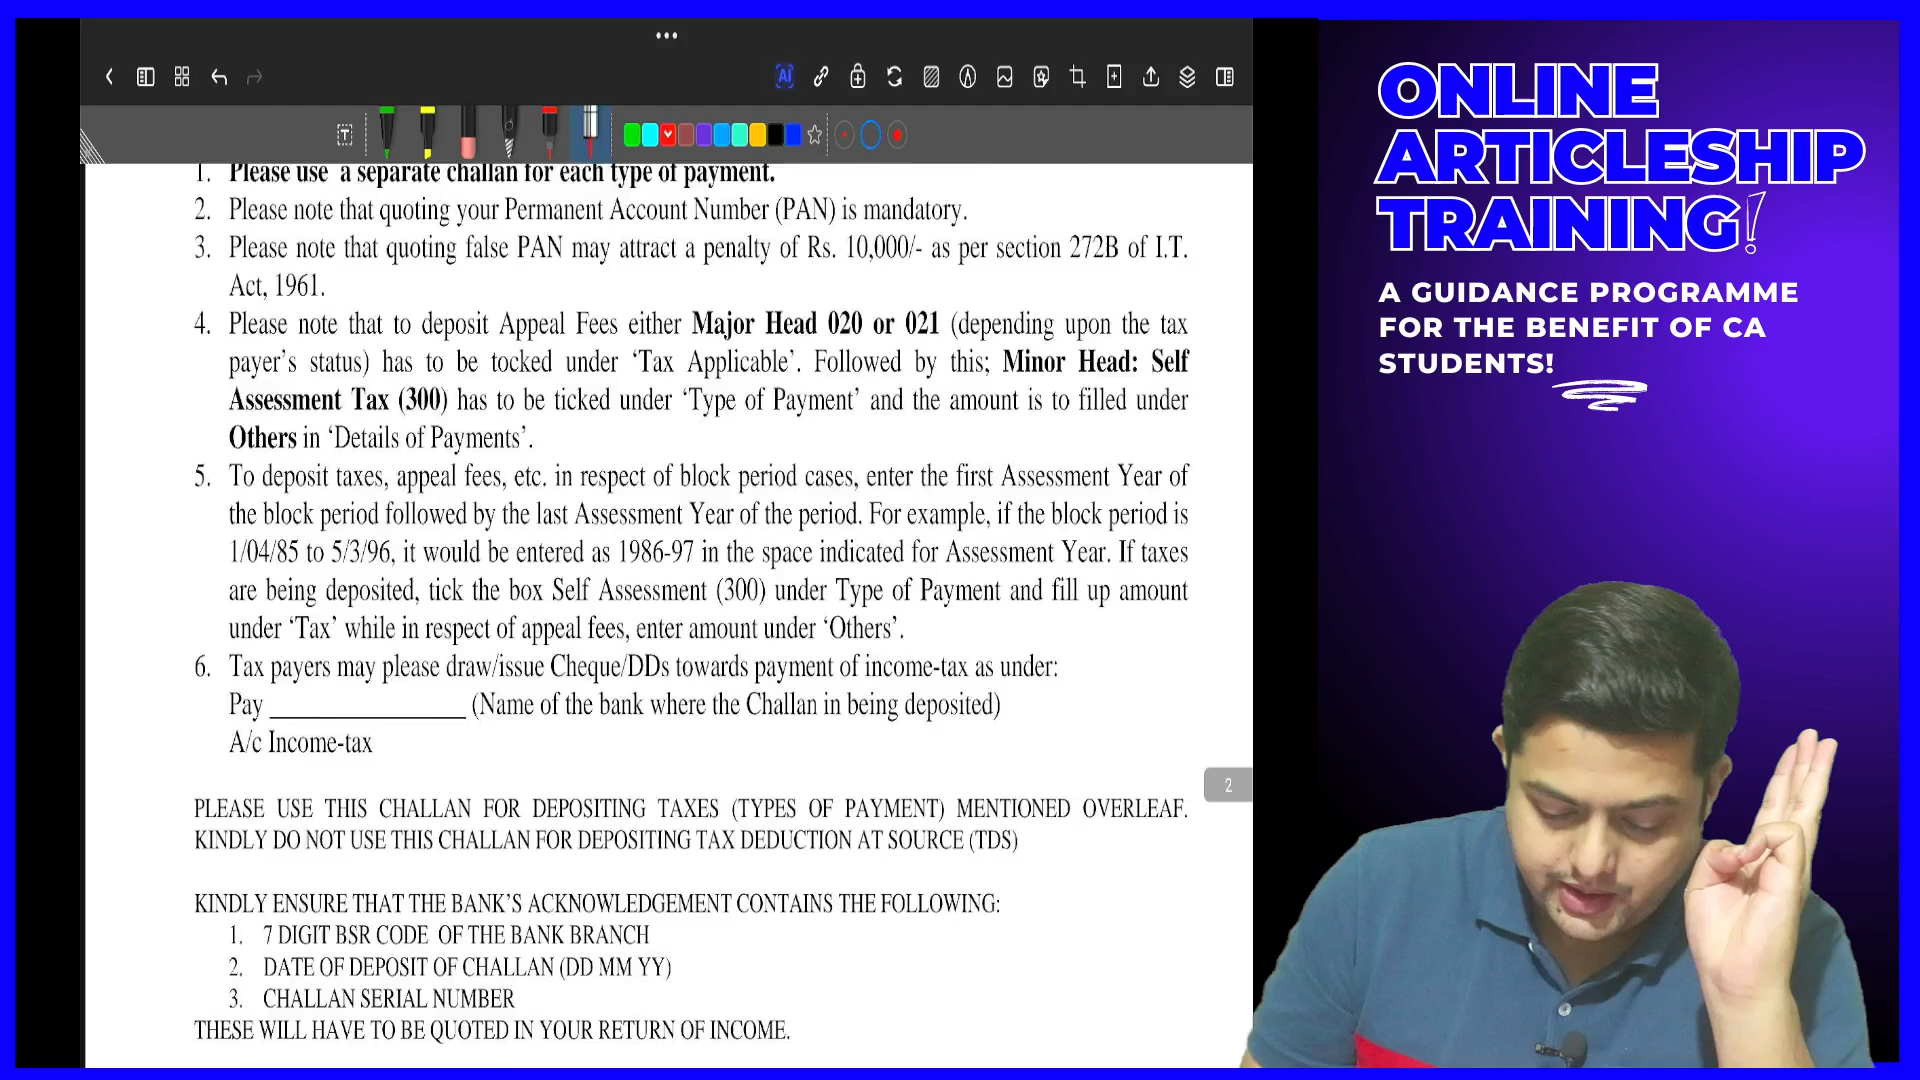 AI
T
1. Please use a separate challan for each type of payment.
2. Please note that quoting your Permanent Account Number (PAN) is mandatory.
3. Please note that quoting false PAN may attract a penalty of Rs. 10,000/- as per section 272B of I.T.
Act, 1961.
4. Please note that to deposit Appeal Fees either Major Head 020 or 021 (depending upon the tax
payer's status) has to be tocked under ‘Tax Applicable’. Followed by this; Minor Head: Self
Assessment Tax (300) has to be ticked under ‘Type of Payment’ and the amount is to filled under
Others in ‘Details of Payments’.
5. To deposit taxes, appeal fees, etc. in respect of block period cases, enter the first Assessment Year of
the block period followed by the last Assessment Year of the period. For example, if the block period is
1/04/85 to 5/3/96, it would be entered as 1986-97 in the space indicated for Assessment Year. If taxes
are being deposited, tick the box Self Assessment (300) under Type of Payment and fill up amount
under ‘Tax’ while in respect of appeal fees, enter amount under ‘Others’.
6. Tax payers may please draw/issue Cheque/DDs towards payment of income-tax as under:
Pay ________________ (Name of the bank where the Challan in being deposited)
A/c Income-tax
2
PLEASE USE THIS CHALLAN FOR DEPOSITING TAXES (TYPES OF PAYMENT) MENTIONED OVERLEAF.
KINDLY DO NOT USE THIS CHALLAN FOR DEPOSITING TAX DEDUCTION AT SOURCE (TDS)
KINDLY ENSURE THAT THE BANK'S ACKNOWLEDGEMENT CONTAINS THE FOLLOWING:
1. 7 DIGIT BSR CODE OF THE BANK BRANCH
2. DATE OF DEPOSIT OF CHALLAN (DD MM YY)
3. CHALLAN SERIAL NUMBER
THESE WILL HAVE TO BE QUOTED IN YOUR RETURN OF INCOME.
ONLINE
ARTICLESHIP
TRAINING!
A GUIDANCE PROGRAMME
FOR THE BENEFIT OF CA
STUDENTS!